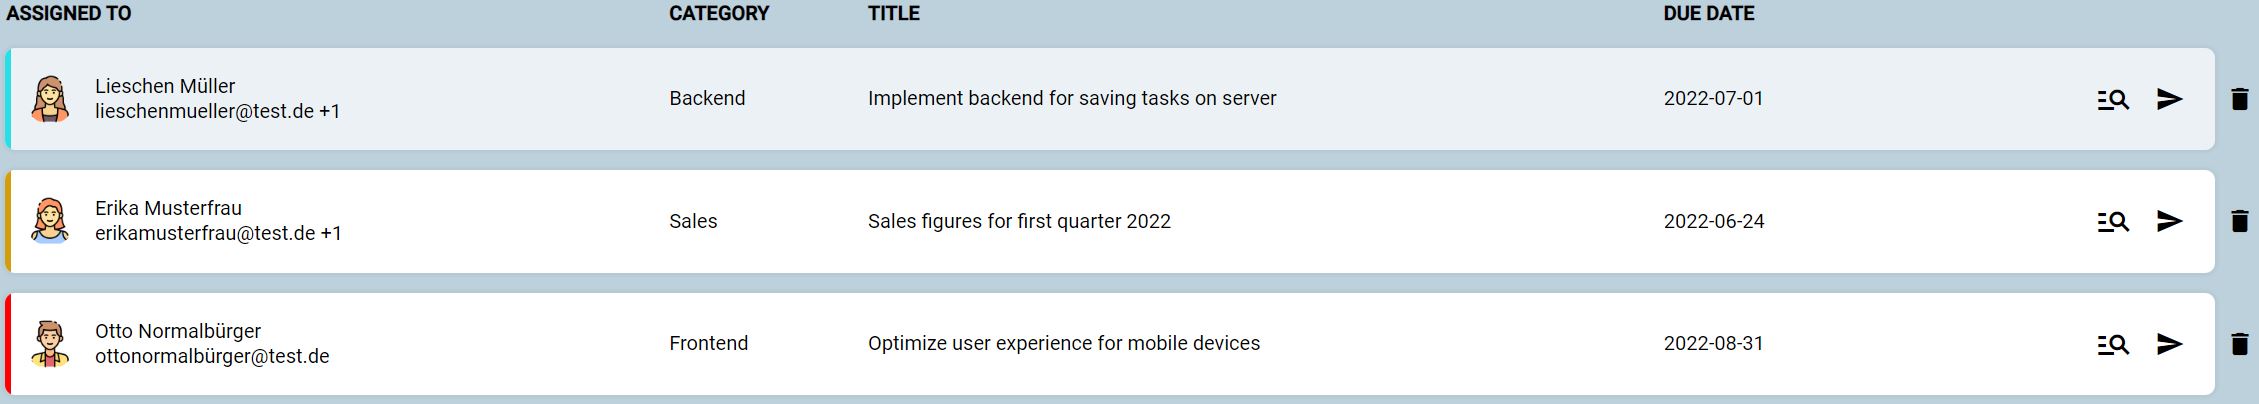 ASSIGNED TO CATEGORY TITLE DUE DATE
Lieschen Müller
lieschenmueller@test.de +1
Backend
Implement backend for saving tasks on server
2022-07-01
Erika Musterfrau
erikamusterfrau@test.de +1
Sales
Sales figures for first quarter 2022
2022-06-24
Otto Normalbürger
ottonormalbürger@test.de
Frontend
Optimize user experience for mobile devices
2022-08-31